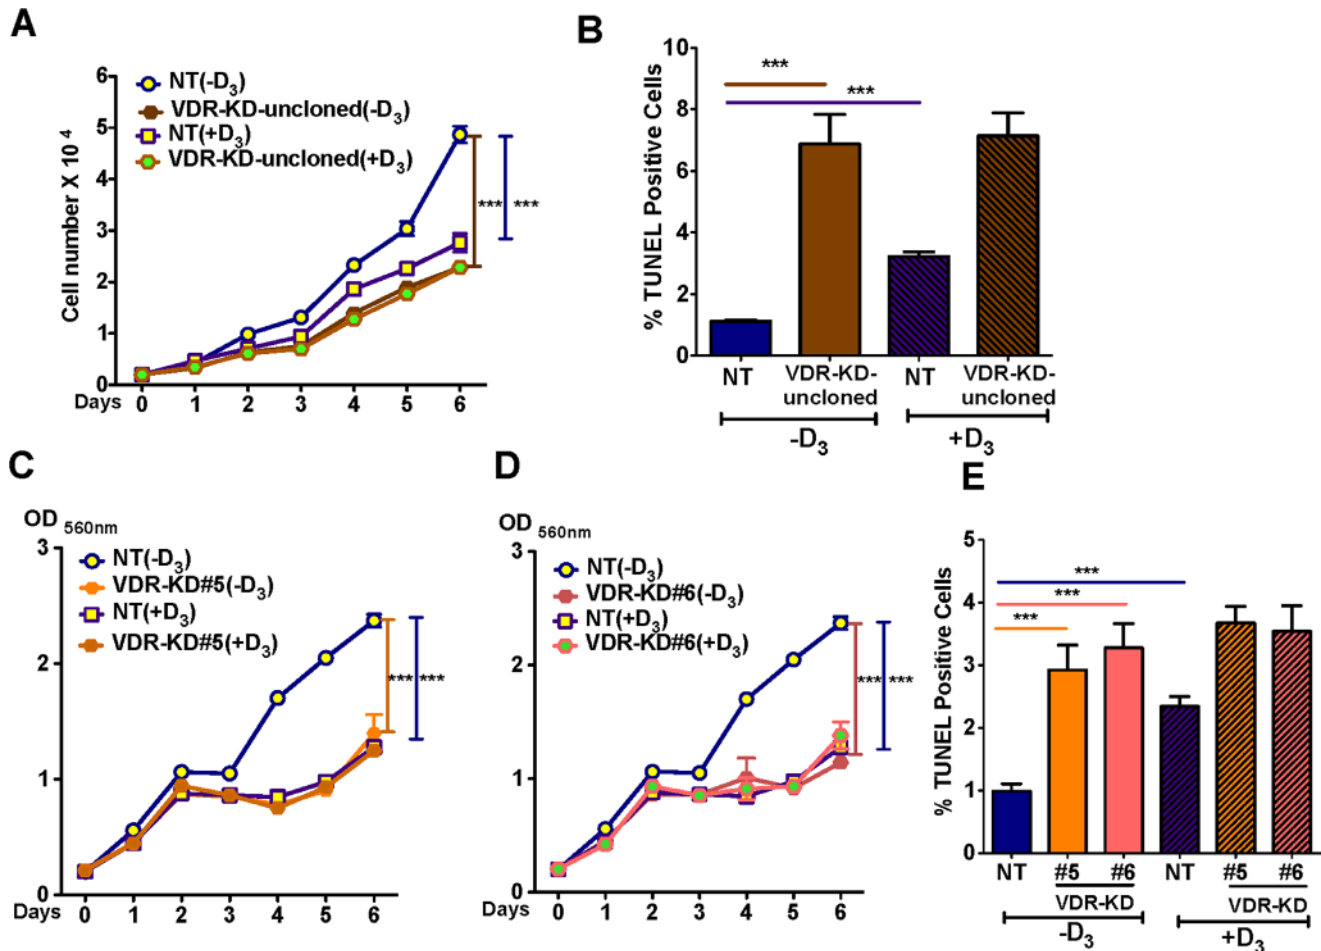 A
Cell number X 10 4
6
5
4
3
2
1
0
NT(-D3)
VDR-KD-uncloned(-D3)
NT(+D3)
VDR-KD-uncloned(+D3)
*** ***
Days
0 1 2 3 4 5 6
B
% TUNEL Positive Cells
10
8
6
4
2
0
***
***
NT VDR-KD-uncloned NT VDR-KD-uncloned
-D3 +D3
C
OD 560nm
3
2
1
0
NT(-D3)
VDR-KD#5(-D3)
NT(+D3)
VDR-KD#5(+D3)
*** ***
Days 0 1 2 3 4 5 6
D
OD 560nm
3
2
1
0
NT(-D3)
VDR-KD#6(-D3)
NT(+D3)
VDR-KD#6(+D3)
*** ***
Days 0 1 2 3 4 5 6
E
% TUNEL Positive Cells
5
4
3
2
1
0
***
***
***
NT #5 #6 NT #5 #6
VDR-KD VDR-KD
-D3 +D3